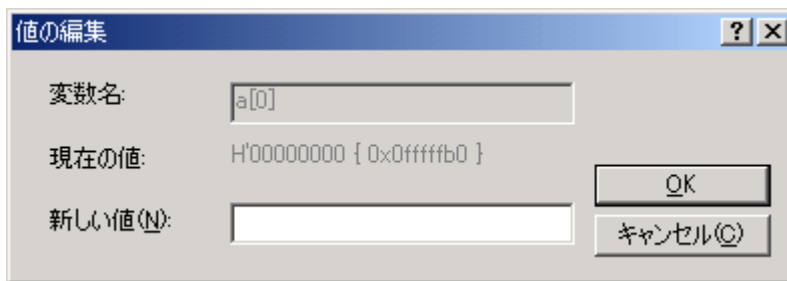 値の編集
変数名: a[0]
現在の値: H'00000000 { 0x0fffffb0 }
OK
新しい値(N):
キャンセル(C)